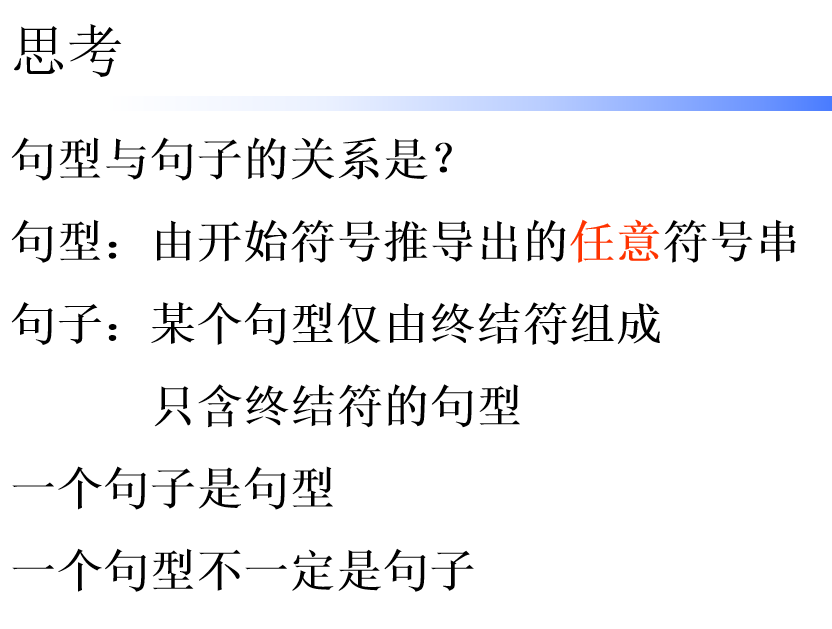 思考
句型与句子的关系是？
句型：由开始符号推导出的任意符号串
句子：某个句型仅由终结符组成
只含终结符的句型
一个句子是句型
一个句型不一定是句子